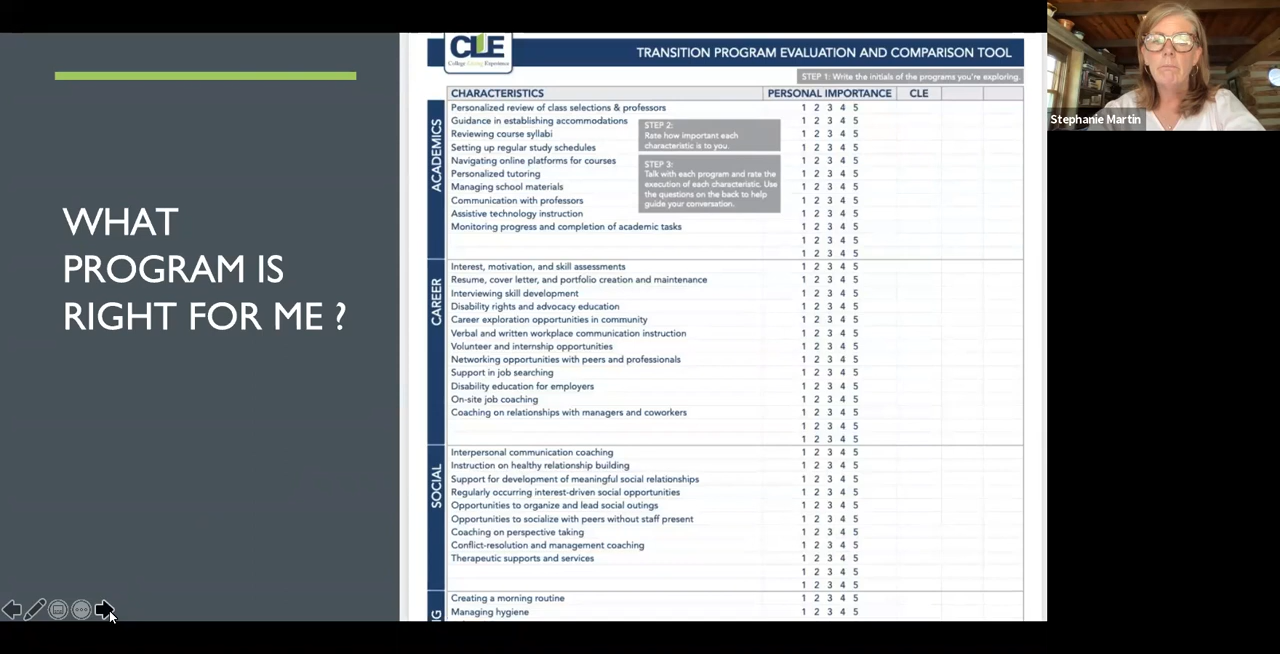 WHAT
PROGRAM IS
RIGHT FOR ME ?
CLE
College Living Experience
TRANSITION PROGRAM EVALUATION AND COMPARISON TOOL
STEP 1: Write the initials of the programs you're exploring.
CHARACTERISTICS PERSONAL IMPORTANCE CLE
ACADEMICS
Personalized review of class selections & professors 1 2 3 4 5
Guidance in establishing accommodations 1 2 3 4 5
Reviewing course syllabi 1 2 3 4 5
Setting up regular study schedules 1 2 3 4 5
Navigating online platforms for courses 1 2 3 4 5
Personalized tutoring 1 2 3 4 5
Managing school materials 1 2 3 4 5
Communication with professors 1 2 3 4 5
Assistive technology instruction 1 2 3 4 5
Monitoring progress and completion of academic tasks 1 2 3 4 5
1 2 3 4 5
1 2 3 4 5
STEP 2:
Rate how important each
characteristic is to you.
STEP 3:
Talk with each program and rate the
execution of each characteristic. Use
the questions on the back to help
guide your conversation.
CAREER
Interest, motivation, and skill assessments 1 2 3 4 5
Resume, cover letter, and portfolio creation and maintenance 1 2 3 4 5
Interviewing skill development 1 2 3 4 5
Disability rights and advocacy education 1 2 3 4 5
Career exploration opportunities in community 1 2 3 4 5
Verbal and written workplace communication instruction 1 2 3 4 5
Volunteer and internship opportunities 1 2 3 4 5
Networking opportunities with peers and professionals 1 2 3 4 5
Support in job searching 1 2 3 4 5
Disability education for employers 1 2 3 4 5
On-site job coaching 1 2 3 4 5
Coaching on relationships with managers and coworkers 1 2 3 4 5
1 2 3 4 5
1 2 3 4 5
SOCIAL
Interpersonal communication coaching 1 2 3 4 5
Instruction on healthy relationship building 1 2 3 4 5
Support for development of meaningful social relationships 1 2 3 4 5
Regularly occurring interest-driven social opportunities 1 2 3 4 5
Opportunities to organize and lead social outings 1 2 3 4 5
Opportunities to socialize with peers without staff present 1 2 3 4 5
Coaching on perspective taking 1 2 3 4 5
Conflict-resolution and management coaching 1 2 3 4 5
Therapeutic supports and services 1 2 3 4 5
1 2 3 4 5
1 2 3 4 5
Creating a morning routine 1 2 3 4 5
Managing hygiene 1 2 3 4 5
Stephanie Martin